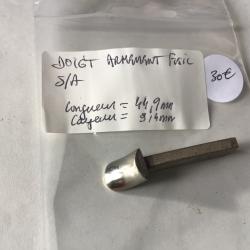 DOIGT ARMEMENT FUSIL
S/A
30€
Longueur = 44,9mm
Largeur = 9,4mm